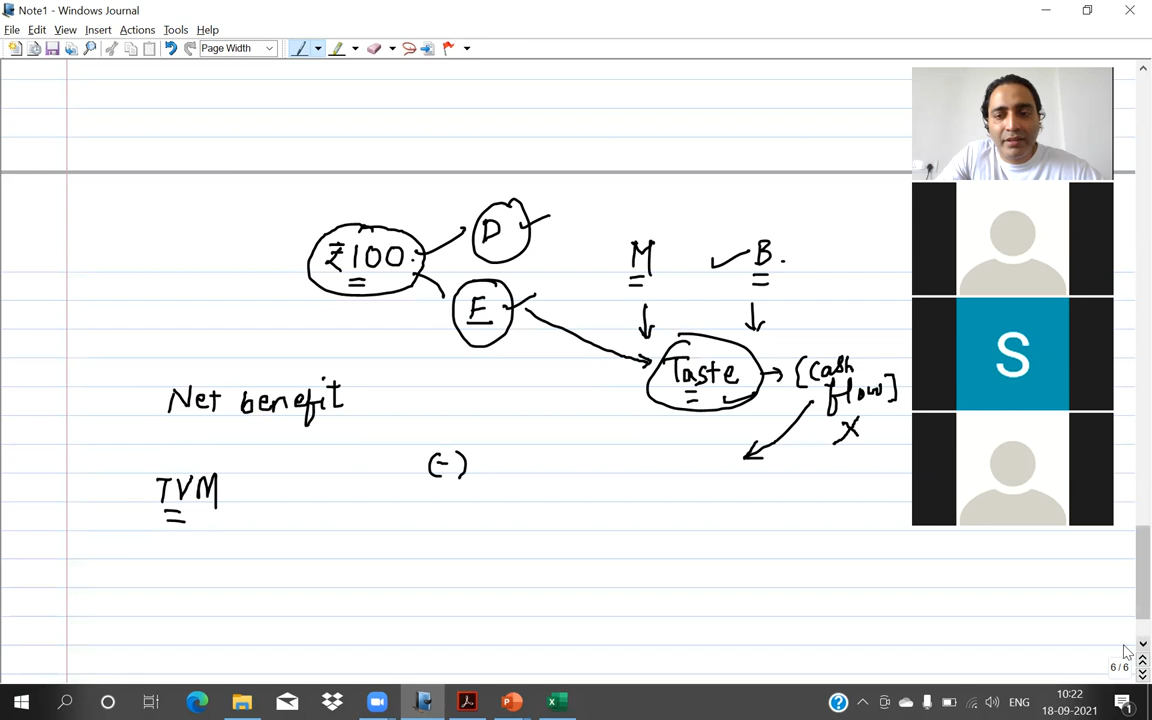 Note1 - Windows Journal
File Edit View Insert Actions Tools Help
Page Width
₹100
D
E
M
B.
Taste
[Cash
flow]
X
Net benefit
(-)
TVM
S
6 / 6
ENG
10:22
18-09-2021
1